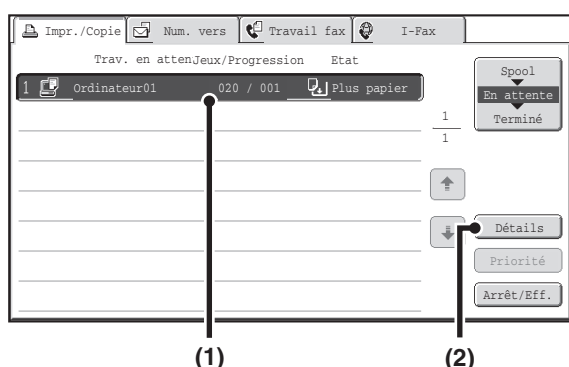 Impr./Copie Num. vers Travail fax I-Fax
Trav. en attenJeux/Progression Etat
1 Ordinateur01 020 / 001 Plus papier
Spool
En attente
Terminé
1
1
Détails
Priorité
Arrêt/Eff.
(1) (2)